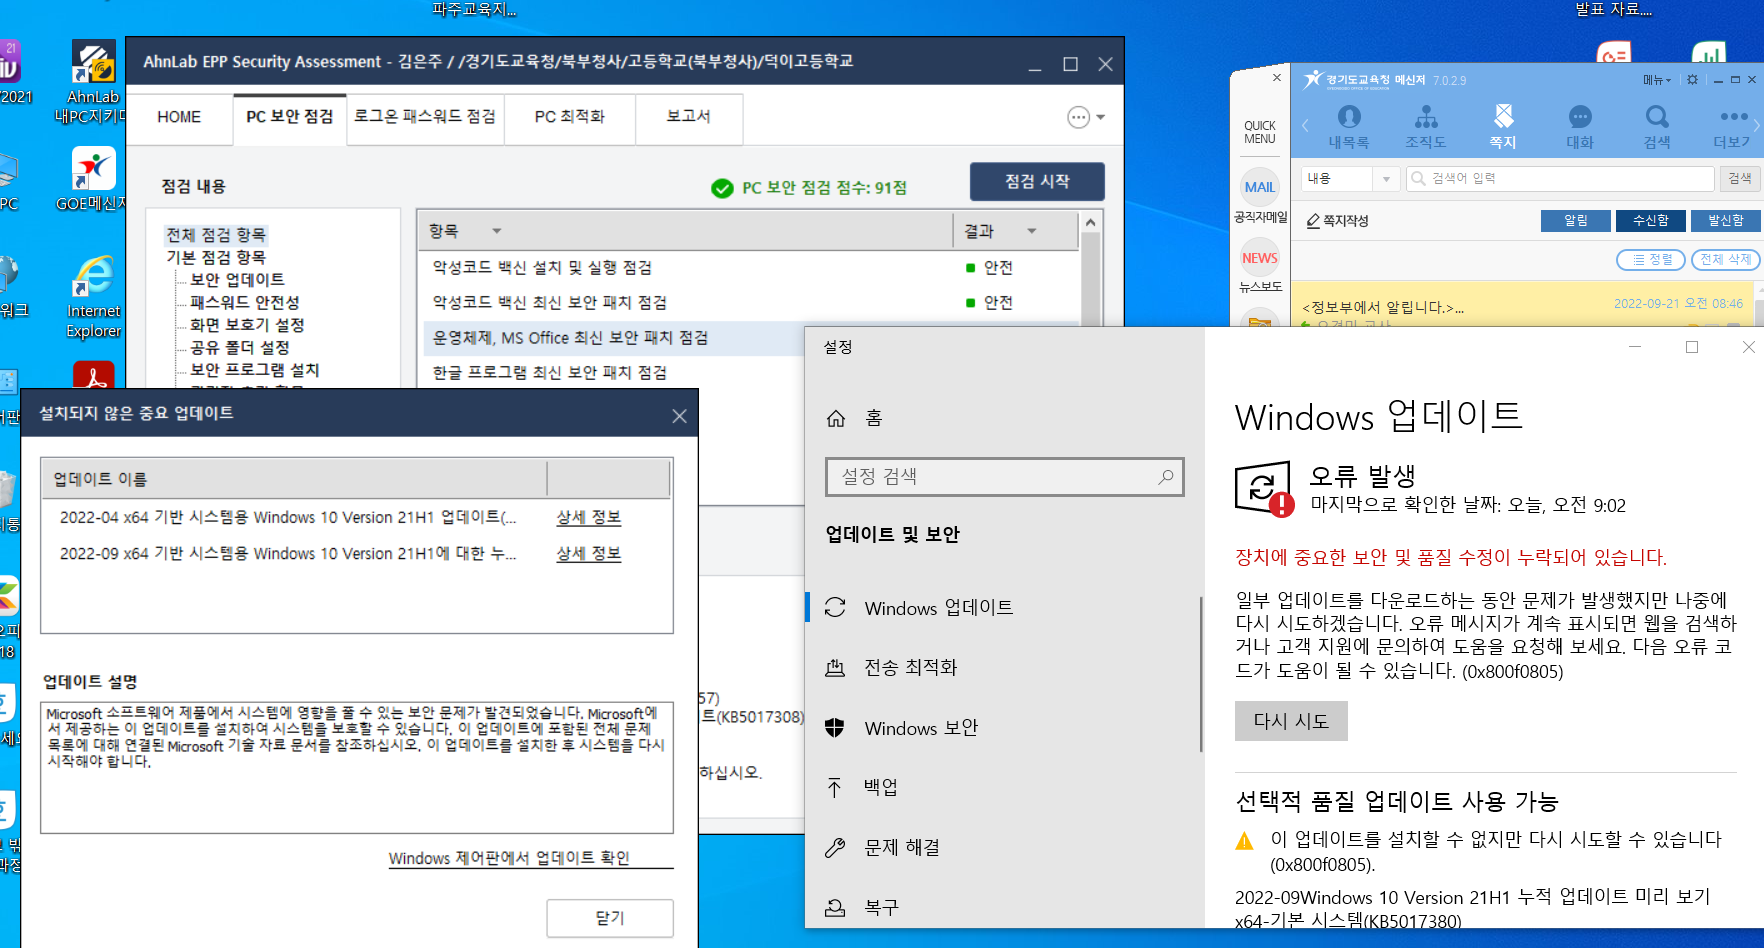 파주교육지...
발표 자료....
21
2021
AhnLab
내PC지키미
PC
GOE메신저
워크
Internet
Explorer
AhnLab EPP Security Assessment - 김은주 / /경기도교육청/북부청사/고등학교(북부청사)/덕이고등학교
HOME
PC 보안 점검
로그온 패스워드 점검
PC 최적화
보고서
점검 내용
PC 보안 점검 점수: 91점
점검 시작
전체 점검 항목
기본 점검 항목
보안 업데이트
패스워드 안전성
화면 보호기 설정
공유 폴더 설정
보안 프로그램 설치
항목
결과
악성코드 백신 설치 및 실행 점검
안전
악성코드 백신 최신 보안 패치 점검
안전
운영체제, MS Office 최신 보안 패치 점검
한글 프로그램 최신 보안 패치 점검
57)
트(KB5017308)
하십시오.
설치되지 않은 중요 업데이트
업데이트 이름
2022-04 x64 기반 시스템용 Windows 10 Version 21H1 업데이트(...
상세 정보
2022-09 x64 기반 시스템용 Windows 10 Version 21H1에 대한 누...
상세 정보
업데이트 설명
Microsoft 소프트웨어 제품에서 시스템에 영향을 줄 수 있는 보안 문제가 발견되었습니다. Microsoft에
서 제공하는 이 업데이트를 설치하여 시스템을 보호할 수 있습니다. 이 업데이트에 포함된 전체 문제
목록에 대해 연결된 Microsoft 기술 자료 문서를 참조하십시오. 이 업데이트를 설치한 후 시스템을 다시
시작해야 합니다.
Windows 제어판에서 업데이트 확인
닫기
QUICK
MENU
MAIL
공직자메일
NEWS
뉴스보도
경기도교육청 메신저 7.0.2.9
메뉴
내목록
조직도
쪽지
대화
검색
더보기
내용
검색어 입력
검색
쪽지작성
알림
수신함
발신함
정렬
전체 삭제
<정보부에서 알립니다.>...
2022-09-21 오전 08:46
설정
홈
설정 검색
업데이트 및 보안
Windows 업데이트
전송 최적화
Windows 보안
백업
문제 해결
복구
Windows 업데이트
오류 발생
마지막으로 확인한 날짜: 오늘, 오전 9:02
장치에 중요한 보안 및 품질 수정이 누락되어 있습니다.
일부 업데이트를 다운로드하는 동안 문제가 발생했지만 나중에
다시 시도하겠습니다. 오류 메시지가 계속 표시되면 웹을 검색하
거나 고객 지원에 문의하여 도움을 요청해 보세요. 다음 오류 코
드가 도움이 될 수 있습니다. (0x800f0805)
다시 시도
선택적 품질 업데이트 사용 가능
이 업데이트를 설치할 수 없지만 다시 시도할 수 있습니다
(0x800f0805).
2022-09Windows 10 Version 21H1 누적 업데이트 미리 보기
x64-기본 시스템(KB5017380)